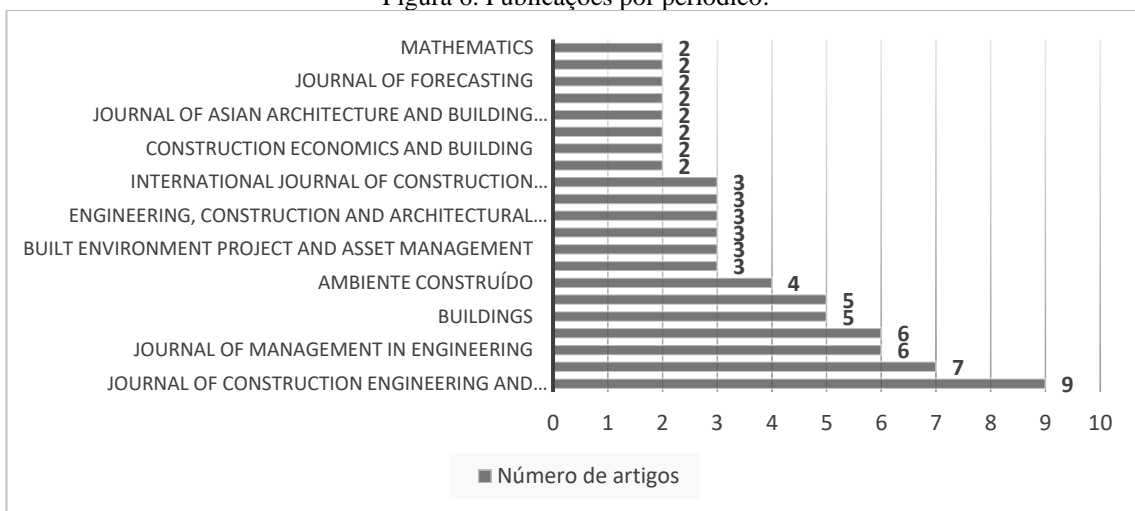 Figura 6. Publicações por periódico.
MATHEMATICS 2
2
JOURNAL OF FORECASTING 2
2
JOURNAL OF ASIAN ARCHITECTURE AND BUILDING... 2
2
CONSTRUCTION ECONOMICS AND BUILDING 2
2
INTERNATIONAL JOURNAL OF CONSTRUCTION... 3
3
ENGINEERING, CONSTRUCTION AND ARCHITECTURAL... 3
3
BUILT ENVIRONMENT PROJECT AND ASSET MANAGEMENT 3
3
AMBIENTE CONSTRUÍDO 4
5
BUILDINGS 5
6
JOURNAL OF MANAGEMENT IN ENGINEERING 6
7
JOURNAL OF CONSTRUCTION ENGINEERING AND... 9
0 1 2 3 4 5 6 7 8 9 10
Número de artigos